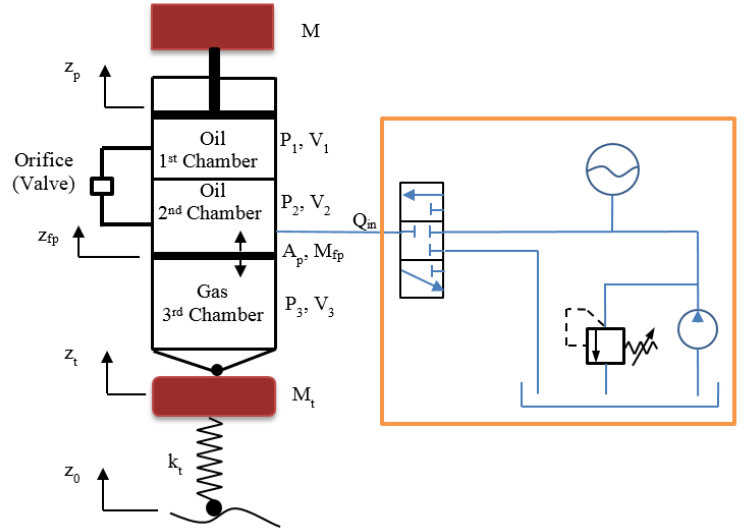 M
z_p
Oil
1st Chamber
P_1, V_1
Orifice
(Valve)
Oil
2nd Chamber
P_2, V_2
Q_in
z_fp
A_p, M_fp
Gas
3rd Chamber
P_3, V_3
z_t
M_t
k_t
z_0